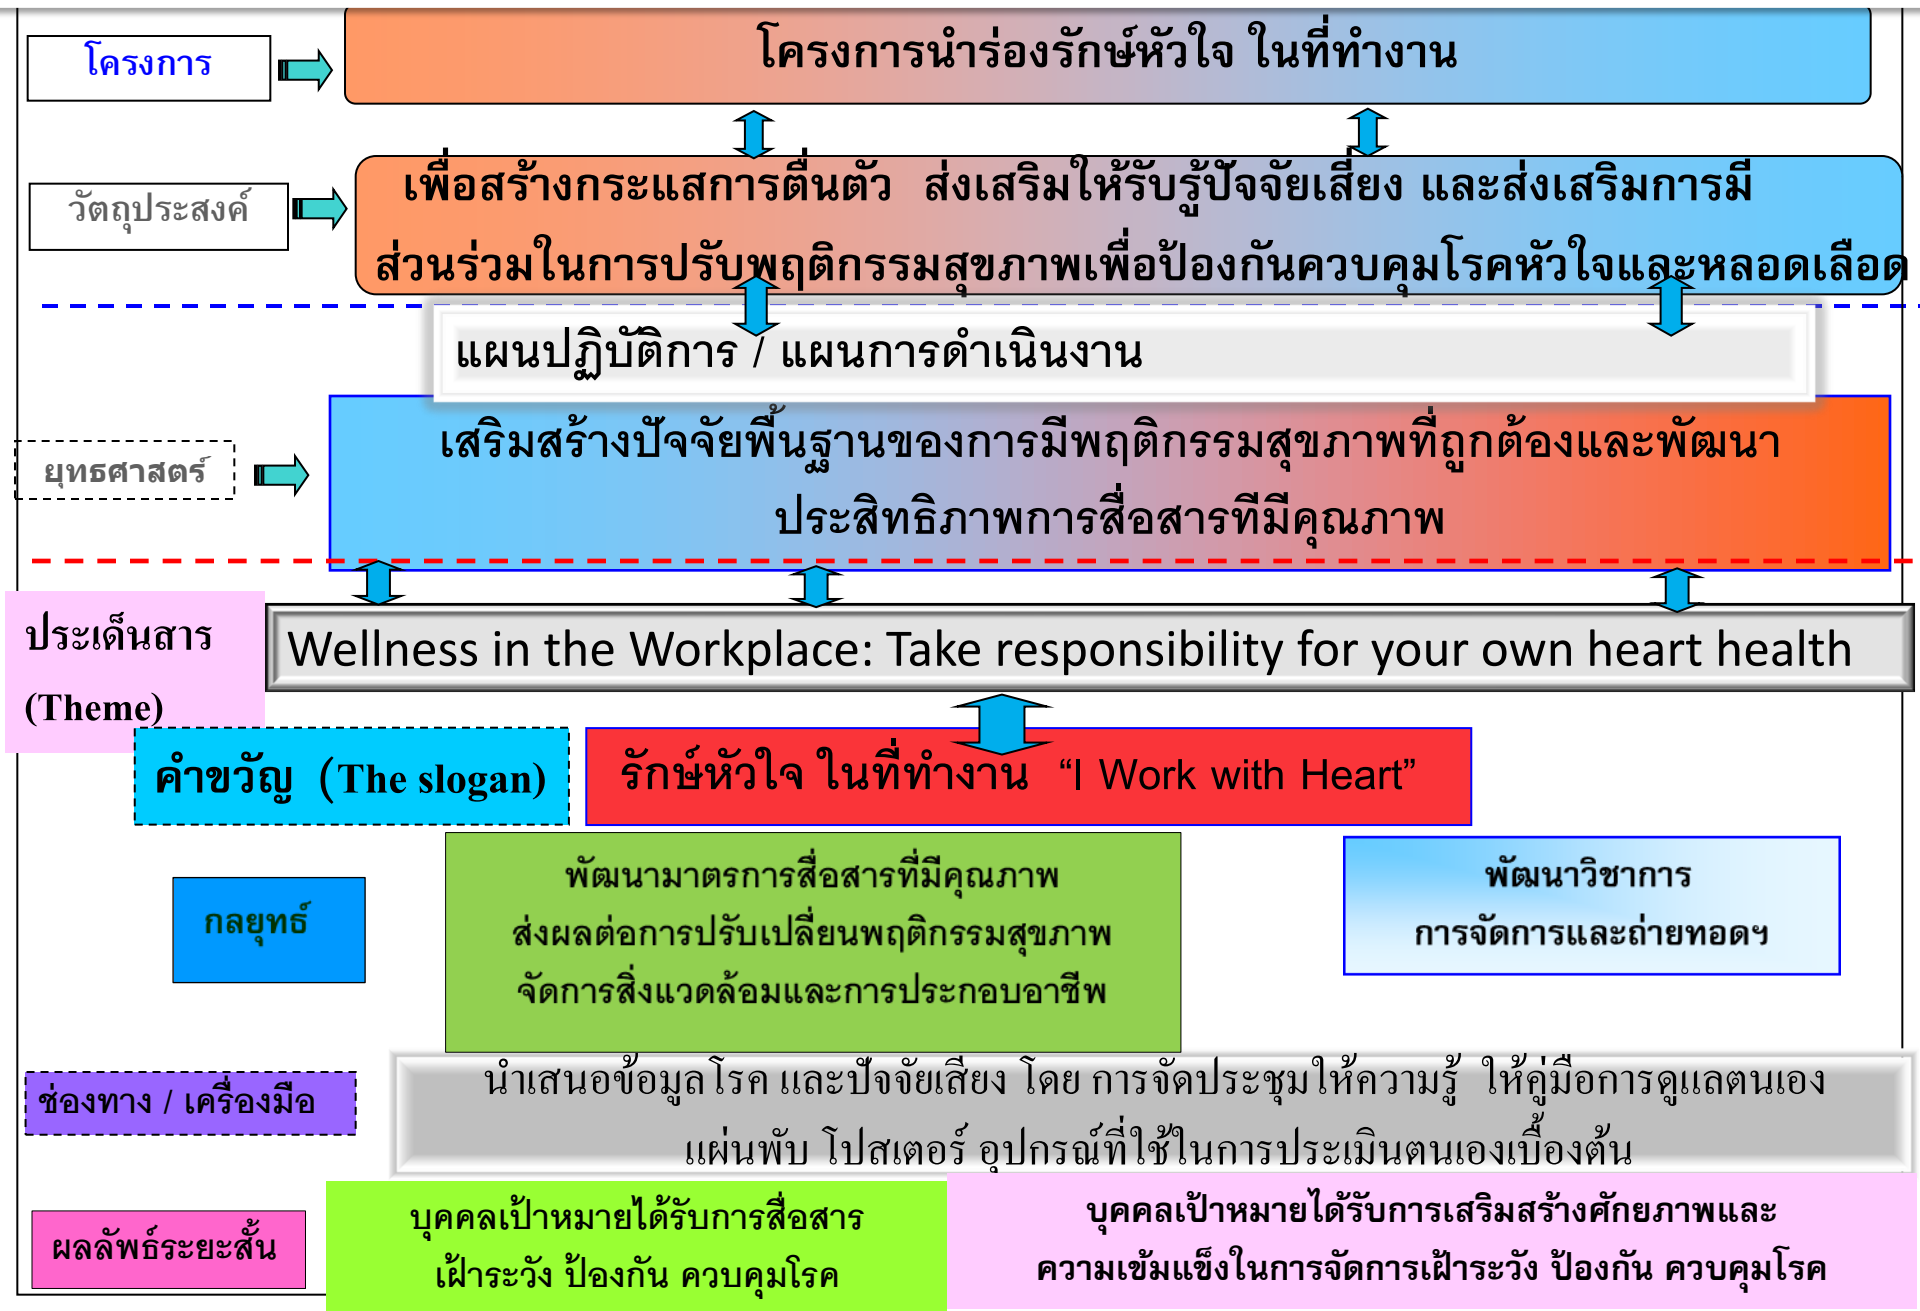 โครงการ
โครงการนำร่องรักษ์หัวใจ ในที่ทำงาน
วัตถุประสงค์
เพื่อสร้างกระแสการตื่นตัว ส่งเสริมให้รับรู้ปัจจัยเสี่ยง และส่งเสริมการมี
ส่วนร่วมในการปรับพฤติกรรมสุขภาพเพื่อป้องกันควบคุมโรคหัวใจและหลอดเลือด
แผนปฏิบัติการ / แผนการดำเนินงาน
ยุทธศาสตร์
เสริมสร้างปัจจัยพื้นฐานของการมีพฤติกรรมสุขภาพที่ถูกต้องและพัฒนา
ประสิทธิภาพการสื่อสารทีมีคุณภาพ
ประเด็นสาร
(Theme)
Wellness in the Workplace: Take responsibility for your own heart health
คำขวัญ (The slogan)
รักษ์หัวใจ ในที่ทำงาน “I Work with Heart”
กลยุทธ์
พัฒนามาตรการสื่อสารที่มีคุณภาพ
ส่งผลต่อการปรับเปลี่ยนพฤติกรรมสุขภาพ
จัดการสิ่งแวดล้อมและการประกอบอาชีพ
พัฒนาวิชาการ
การจัดการและถ่ายทอดฯ
ช่องทาง / เครื่องมือ
นำเสนอข้อมูลโรค และปัจจัยเสียง โดย การจัดประชุมให้ความรู้ ให้คู่มือการดูแลตนเอง
แผ่นพับ โปสเตอร์ อุปกรณ์ที่ใช้ในการประเมินตนเองเบื้องต้น
ผลลัพธ์ระยะสั้น
บุคคลเป้าหมายได้รับการสื่อสาร
เฝ้าระวัง ป้องกัน ควบคุมโรค
บุคคลเป้าหมายได้รับการเสริมสร้างศักยภาพและ
ความเข้มแข็งในการจัดการเฝ้าระวัง ป้องกัน ควบคุมโรค